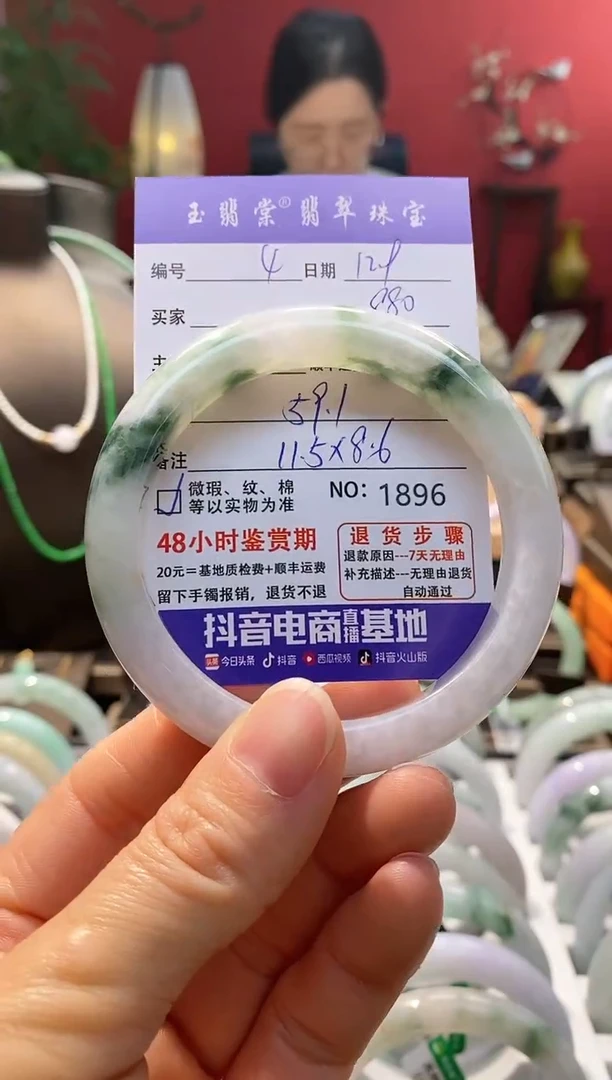 玉翡棠®翡翠珠宝
编号 4 日期 129
买家 980
59.1
备注 11.5×8.6
微瑕、纹、棉 NO: 1896
等以实物为准
48小时鉴赏期
20元=基地质检费+顺丰运费
留下手镯报销，退货不退
退货步骤
退款原因---7天无理由
补充描述---无理由退货
自动通过
抖音电商直播基地
头条 今日头条 抖音 西瓜视频 抖音火山版